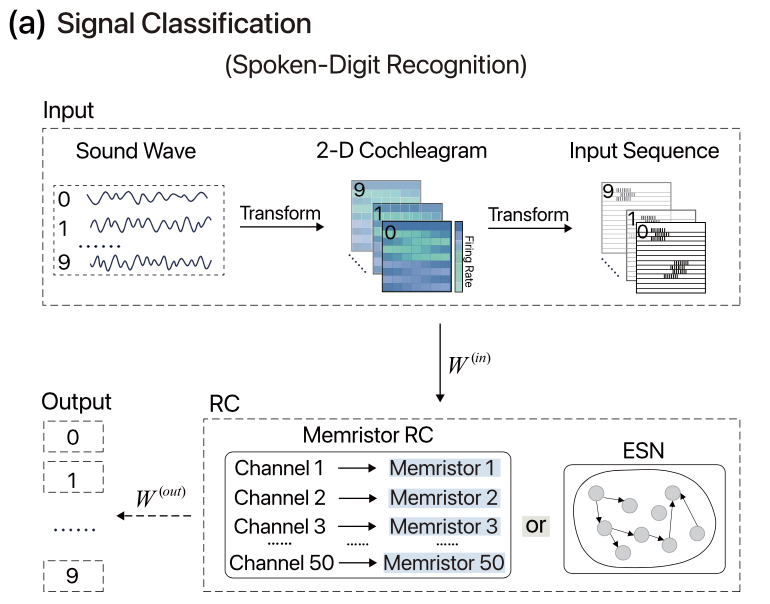 (a) Signal Classification
(Spoken-Digit Recognition)
Input
Sound Wave
2-D Cochleagram
Input Sequence
0
1
......
9
Transform
9
1
0
Firing Rate
Transform
9
1
0
W(in)
Output
0
1
......
9
W(out)
RC
Memristor RC
Channel 1 Memristor 1
Channel 2 Memristor 2
Channel 3 Memristor 3
...... ...... ......
Channel 50 Memristor 50
or
ESN